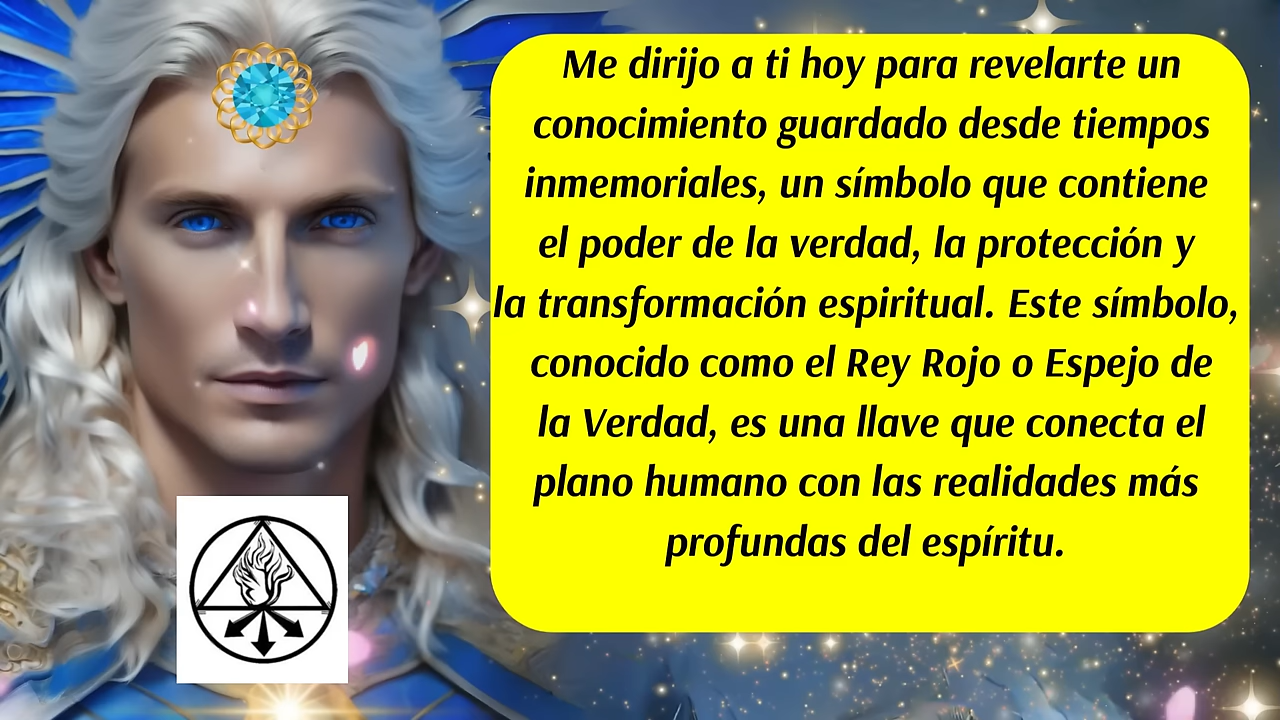 Me dirijo a ti hoy para revelarte un
conocimiento guardado desde tiempos
inmemoriales, un símbolo que contiene
el poder de la verdad, la protección y
la transformación espiritual. Este símbolo,
conocido como el Rey Rojo o Espejo de
la Verdad, es una llave que conecta el
plano humano con las realidades más
profundas del espíritu.